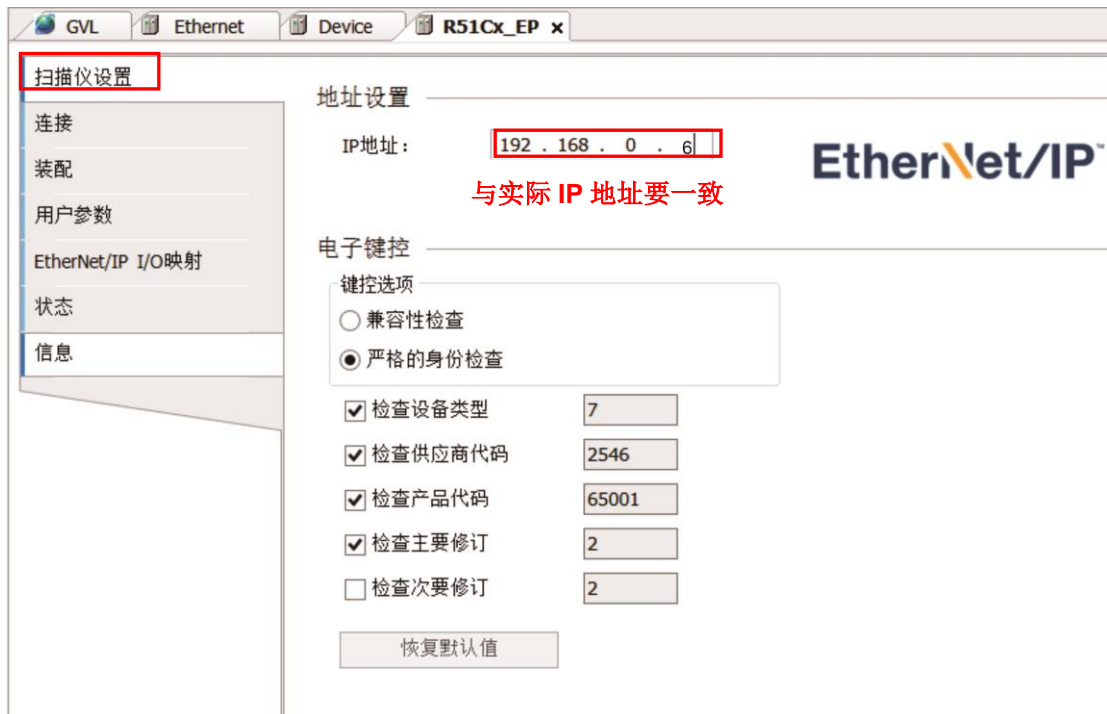 GVL Ethernet Device R51Cx_EP x
扫描仪设置
连接
装配
用户参数
EtherNet/IP I/O映射
状态
信息
地址设置
IP地址： 192 . 168 . 0 . 6
与实际 IP 地址要一致
EtherNet/IP™
电子键控
键控选项
兼容性检查
严格的身份检查
检查设备类型 7
检查供应商代码 2546
检查产品代码 65001
检查主要修订 2
检查次要修订 2
恢复默认值